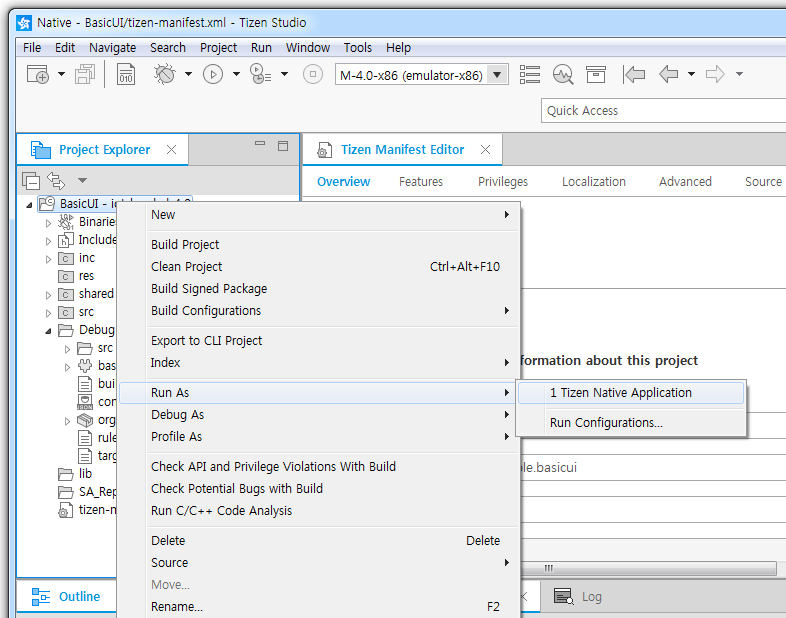 Native - BasicUI/tizen-manifest.xml - Tizen Studio
File Edit Navigate Search Project Run Window Tools Help
M-4.0-x86 (emulator-x86)
Quick Access
Project Explorer
Tizen Manifest Editor
Overview Features Privileges Localization Advanced Source
BasicUI -
Binaries
Include
inc
res
shared
src
Debug
src
bas
bui
con
org
rule
targ
lib
SA_Rep
tizen-m
New
Build Project
Clean Project Ctrl+Alt+F10
Build Signed Package
Build Configurations
Export to CLI Project
Index
Run As
Debug As
Profile As
Check API and Privilege Violations With Build
Check Potential Bugs with Build
Run C/C++ Code Analysis
Delete Delete
Source
Move...
Rename... F2
1 Tizen Native Application
Run Configurations...
formation about this project
ple.basicui
Outline
Log